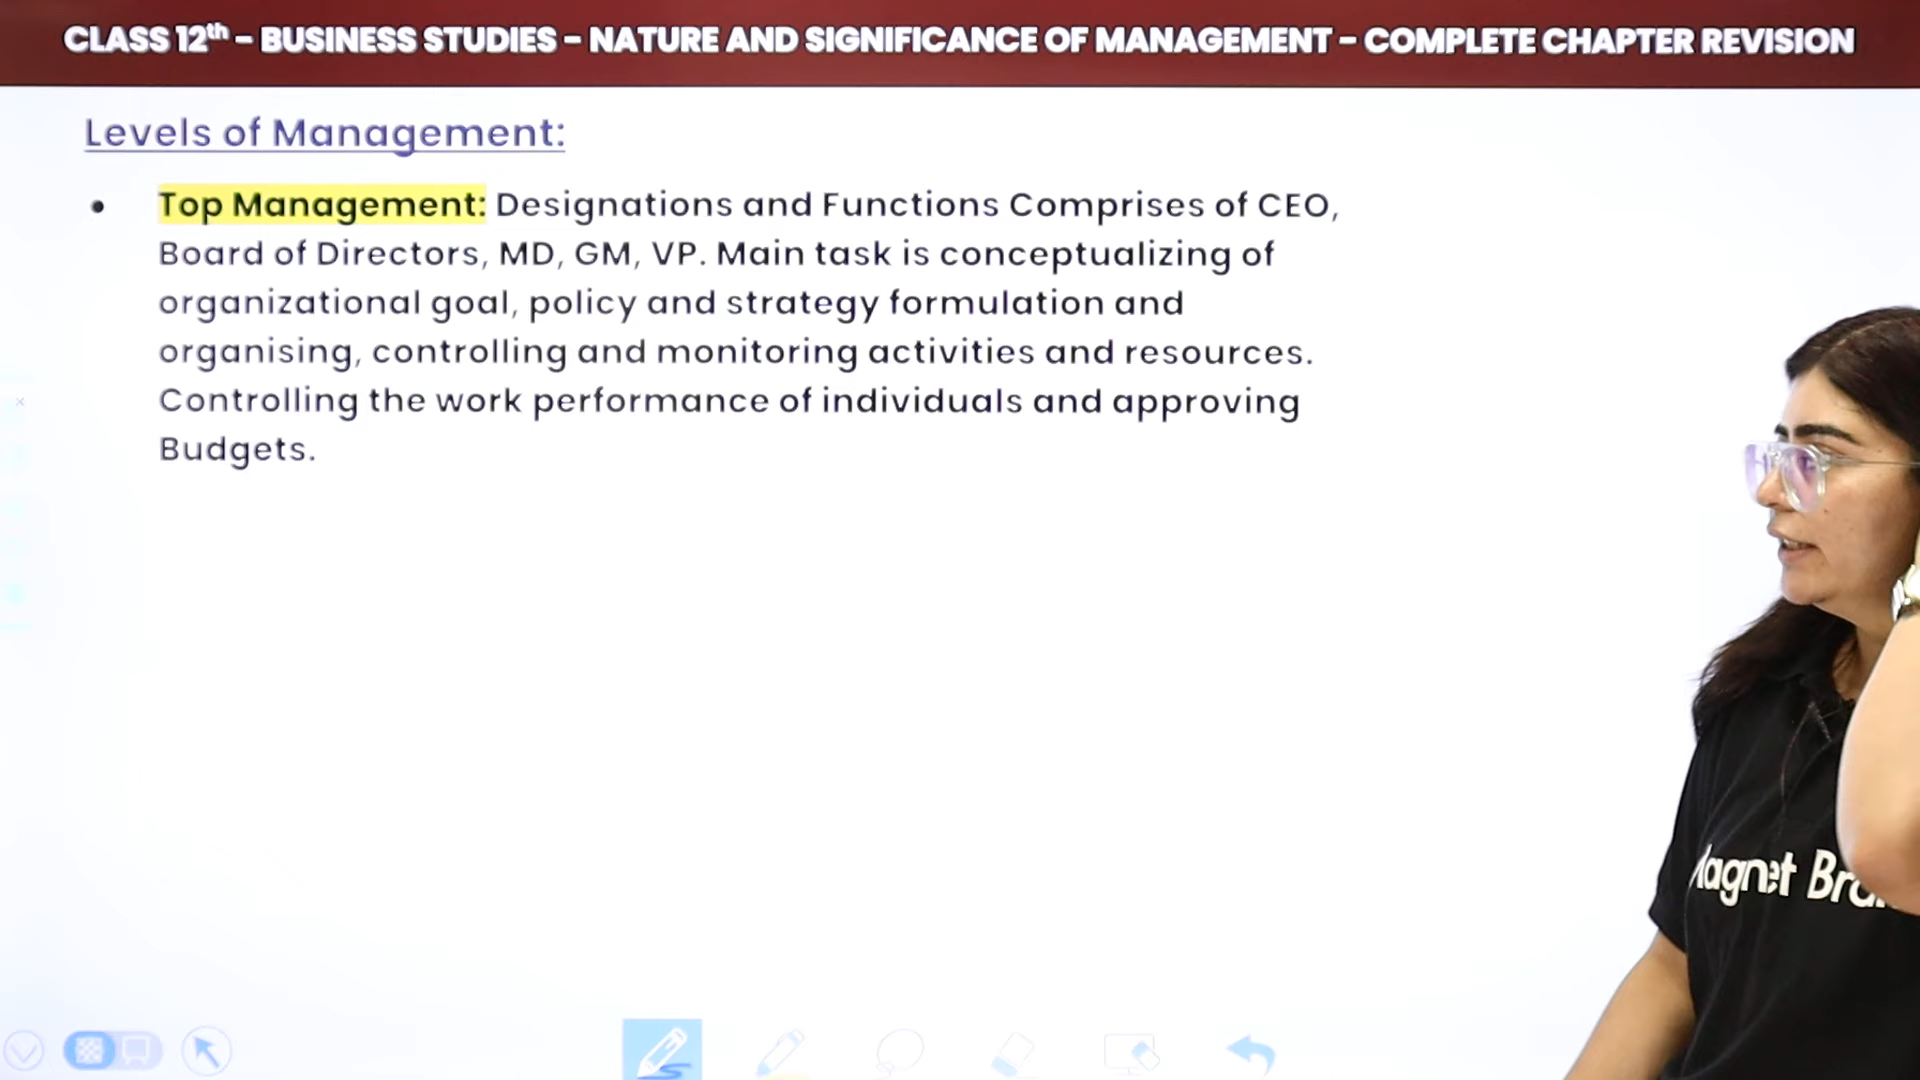 CLASS 12th – BUSINESS STUDIES – NATURE AND SIGNIFICANCE OF MANAGEMENT – COMPLETE CHAPTER REVISION
Levels of Management:
• Top Management: Designations and Functions Comprises of CEO,
Board of Directors, MD, GM, VP. Main task is conceptualizing of
organizational goal, policy and strategy formulation and
organising, controlling and monitoring activities and resources.
Controlling the work performance of individuals and approving
Budgets.